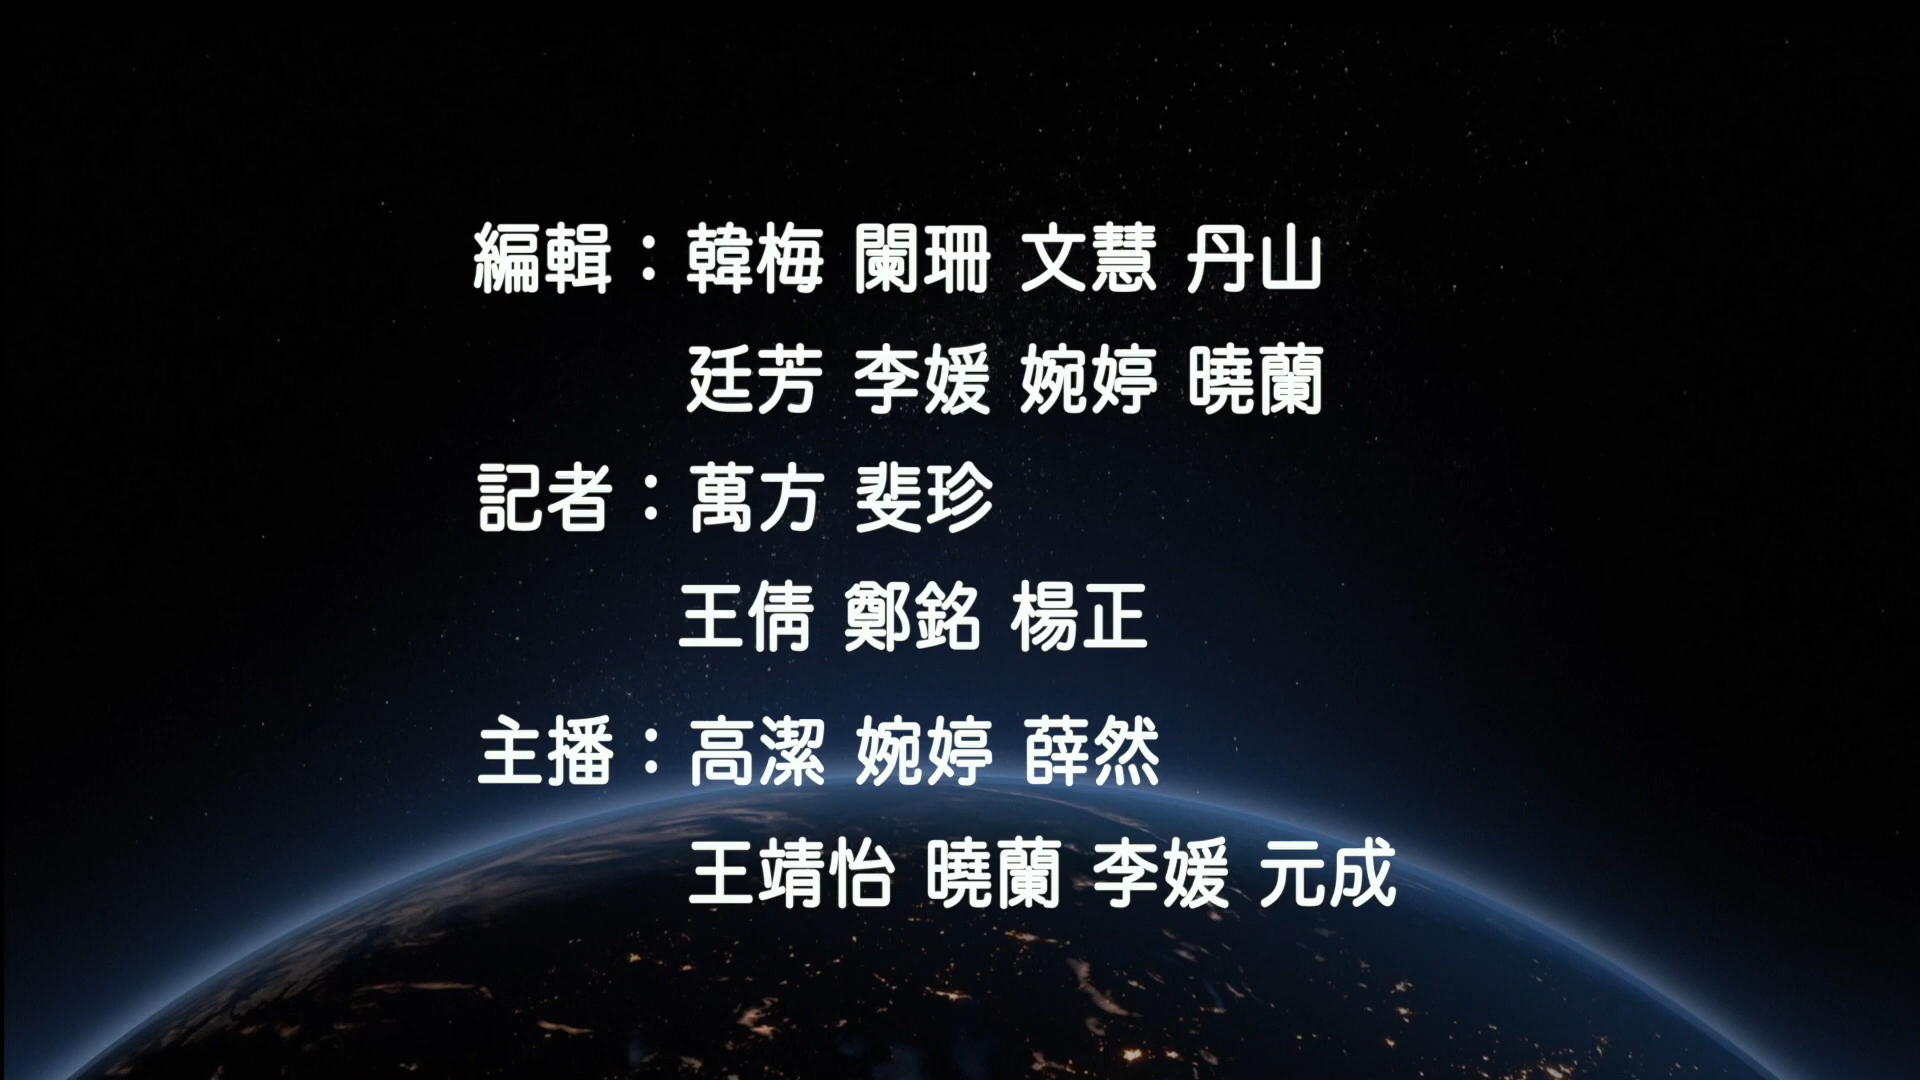 編輯：韓梅 闌珊 文慧 丹山
廷芳 李媛 婉婷 曉蘭
記者：萬方 斐珍
王倩 鄭銘 楊正
主播：高潔 婉婷 薛然
王靖怡 曉蘭 李媛 元成